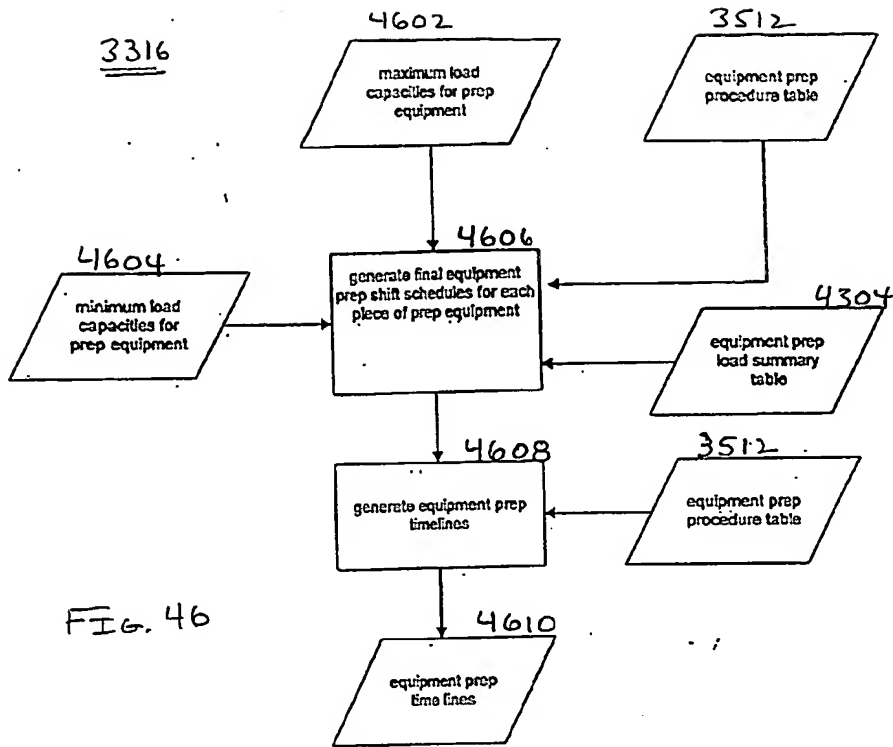 3316
4602
maximum load
capacities for prep
equipment
3512
equipment prep
procedure table
4604
minimum load
capacities for
prep equipment
4606
generate final equipment
prep shift schedules for each
piece of prep equipment
4304
equipment prep
load summary
table
4608
generate equipment prep
timelines
3512
equipment prep
procedure table
FIG. 46
4610
equipment prep
time lines